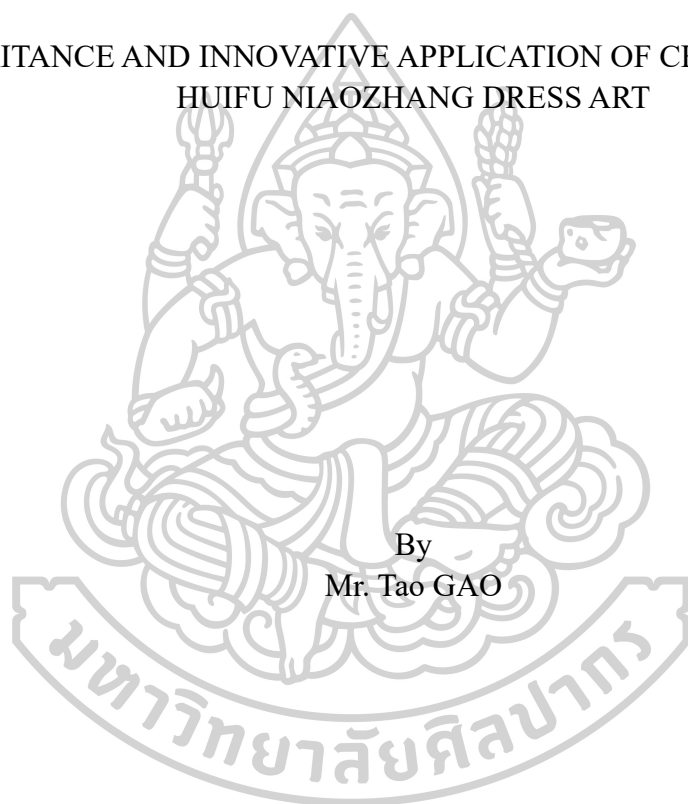 ITANCE AND INNOVATIVE APPLICATION OF
HUIFU NIAOZHANG DRESS ART
By
Mr. Tao GAO
มหาวิทยาลัยศิลปากร